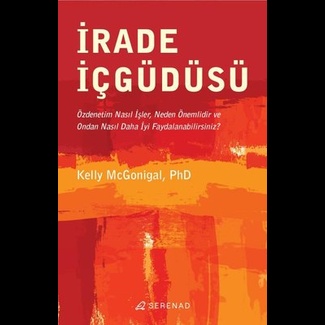 İRADE
İÇGÜDÜSÜ
Özdenetim Nasıl İşler, Neden Önemlidir ve
Ondan Nasıl Daha İyi Faydalanabilirsiniz?
Kelly McGonigal, PhD
SERENAD